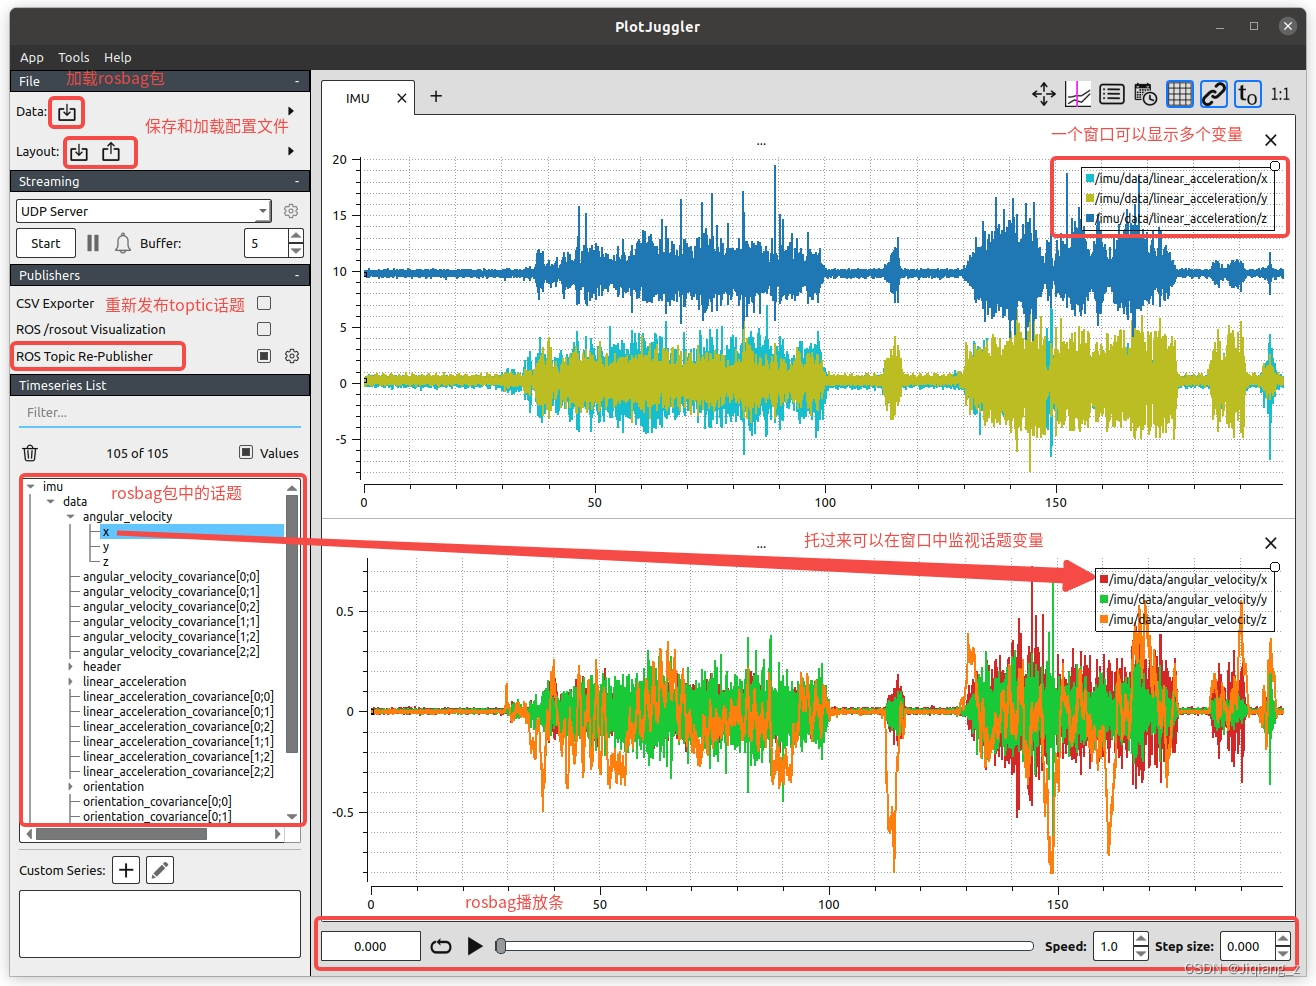 PlotJuggler
App Tools Help
File -
加载rosbag包
Data:
保存和加载配置文件
Layout:
Streaming -
UDP Server
Start Buffer: 5
Publishers -
CSV Exporter
重新发布toptic话题
ROS /rosout Visualization
ROS Topic Re-Publisher
Timeseries List
Filter...
105 of 105 Values
imu
rosbag包中的话题
data
angular_velocity
x
y
z
angular_velocity_covariance[0;0]
angular_velocity_covariance[0;1]
angular_velocity_covariance[0;2]
angular_velocity_covariance[1;1]
angular_velocity_covariance[1;2]
angular_velocity_covariance[2;2]
header
linear_acceleration
linear_acceleration_covariance[0;0]
linear_acceleration_covariance[0;1]
linear_acceleration_covariance[0;2]
linear_acceleration_covariance[1;1]
linear_acceleration_covariance[1;2]
linear_acceleration_covariance[2;2]
orientation
orientation_covariance[0;0]
orientation_covariance[0;1]
Custom Series:
IMU
t0 1:1
一个窗口可以显示多个变量
...
/imu/data/linear_acceleration/x
/imu/data/linear_acceleration/y
/imu/data/linear_acceleration/z
20
15
10
5
0
-5
0 50 100 150
托过来可以在窗口中监视话题变量
...
/imu/data/angular_velocity/x
/imu/data/angular_velocity/y
/imu/data/angular_velocity/z
0.5
0
-0.5
0 50 100 150
rosbag播放条
0.000 Speed: 1.0 Step size: 0.000
CSDN @Jiqiang_z